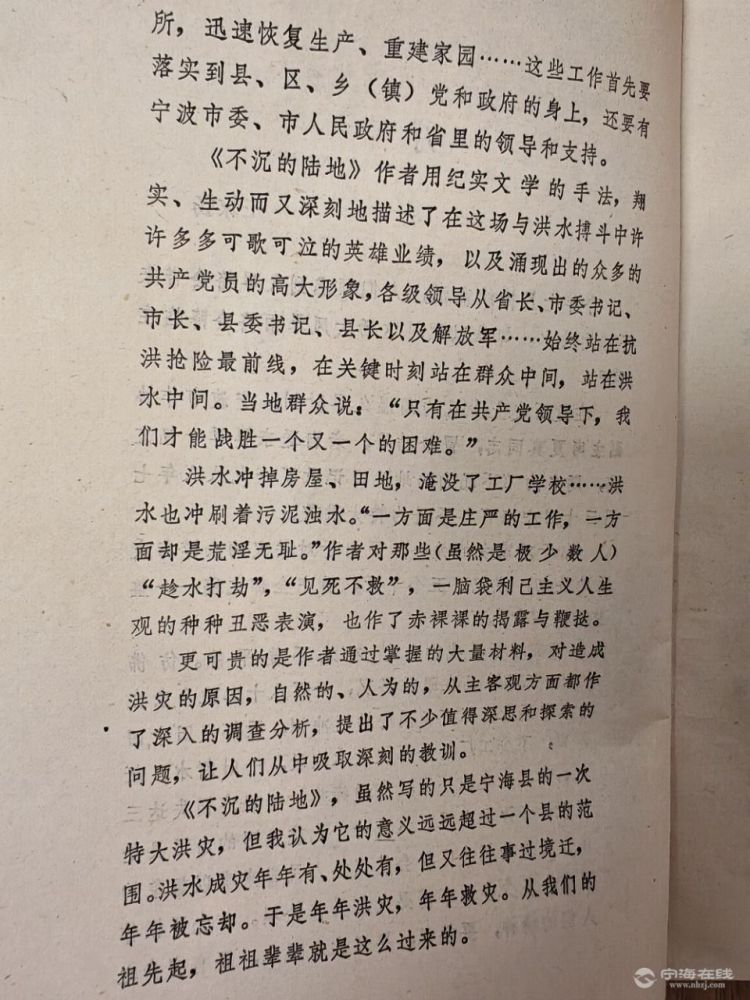 所，迅速恢复生产、重建家园……这些工作首先要
落实到县、区、乡（镇）党和政府的身上，还要有
宁波市委、市人民政府和省里的领导和支持。
《不沉的陆地》作者用纪实文学的手法，翔
实、生动而又深刻地描述了在这场与洪水搏斗中许
许多多可歌可泣的英雄业绩，以及涌现出的众多的
共产党员的高大形象，各级领导从省长、市委书记、
市长、县委书记、县长以及解放军……始终站在抗
洪抢险最前线，在关键时刻站在群众中间，站在洪
水中间。当地群众说：“只有在共产党领导下，我
们才能战胜一个又一个的困难。”
洪水冲掉房屋、田地，淹没了工厂学校……洪
水也冲刷着污泥浊水。“一方面是庄严的工作，一方
面却是荒淫无耻。”作者对那些（虽然是极少数人）
“趁水打劫”，“见死不救”，一脑袋利己主义人生
观的种种丑恶表演，也作了赤裸裸的揭露与鞭挞。
更可贵的是作者通过掌握的大量材料，对造成
洪灾的原因，自然的、人为的，从主客观方面都作
了深入的调查分析，提出了不少值得深思和探索的
问题，让人们从中吸取深刻的教训。
《不沉的陆地》，虽然写的只是宁海县的一次
特大洪灾，但我认为它的意义远远超过一个县的范
围。洪水成灾年年有、处处有，但又往往事过境迁，
年年被忘却。于是年年洪灾，年年救灾。从我们的
祖先起，祖祖辈辈就是这么过来的。
宁海在线
www.nhzj.com